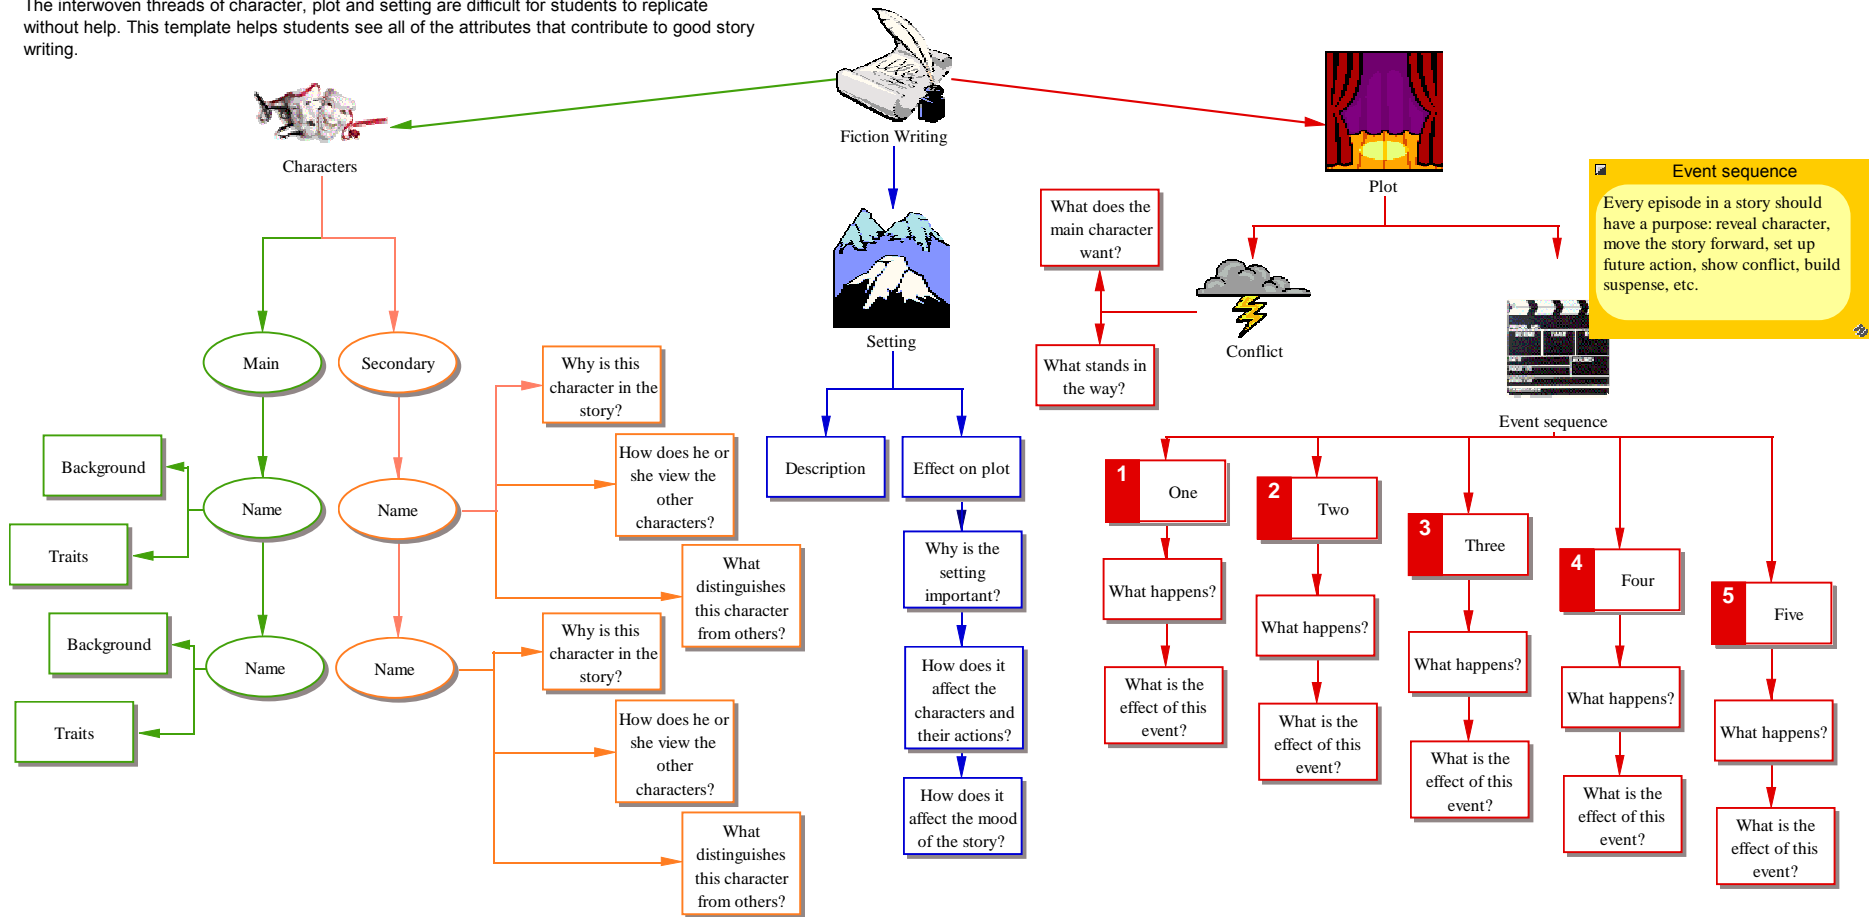 The interwoven threads of character, plot and setting are difficult for students to replicate
without help. This template helps students see all of the attributes that contribute to good story
writing.
Fiction Writing
Characters
Plot
Event sequence
Every episode in a story should
have a purpose: reveal character,
move the story forward, set up
future action, show conflict, build
suspense, etc.
Main
Secondary
Name
Background
Traits
Name
Background
Traits
Name
Why is this
character in the
story?
How does he or
she view the
other
characters?
What
distinguishes
this character
from others?
Name
Why is this
character in the
story?
How does he or
she view the
other
characters?
What
distinguishes
this character
from others?
Setting
Description
Effect on plot
Why is the
setting
important?
How does it
affect the
characters and
their actions?
How does it
affect the mood
of the story?
Conflict
What does the
main character
want?
What stands in
the way?
Event sequence
1
One
What happens?
What is the
effect of this
event?
2
Two
What happens?
What is the
effect of this
event?
3
Three
What happens?
What is the
effect of this
event?
4
Four
What happens?
What is the
effect of this
event?
5
Five
What happens?
What is the
effect of this
event?